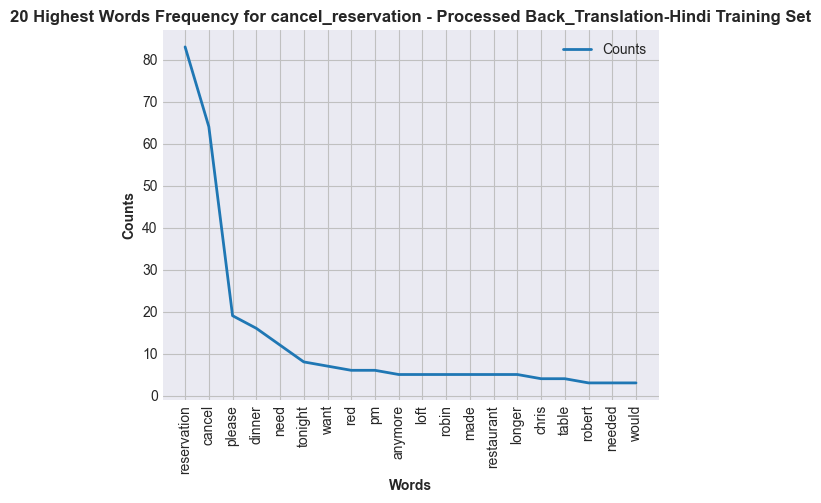 20 Highest Words Frequency for cancel_reservation - Processed Back_Translation-Hindi Training Set
Counts
80
70
60
50
40
30
20
10
0
Counts
reservation
cancel
please
dinner
need
tonight
want
red
pm
anymore
loft
robin
made
restaurant
longer
chris
table
robert
needed
would
Words